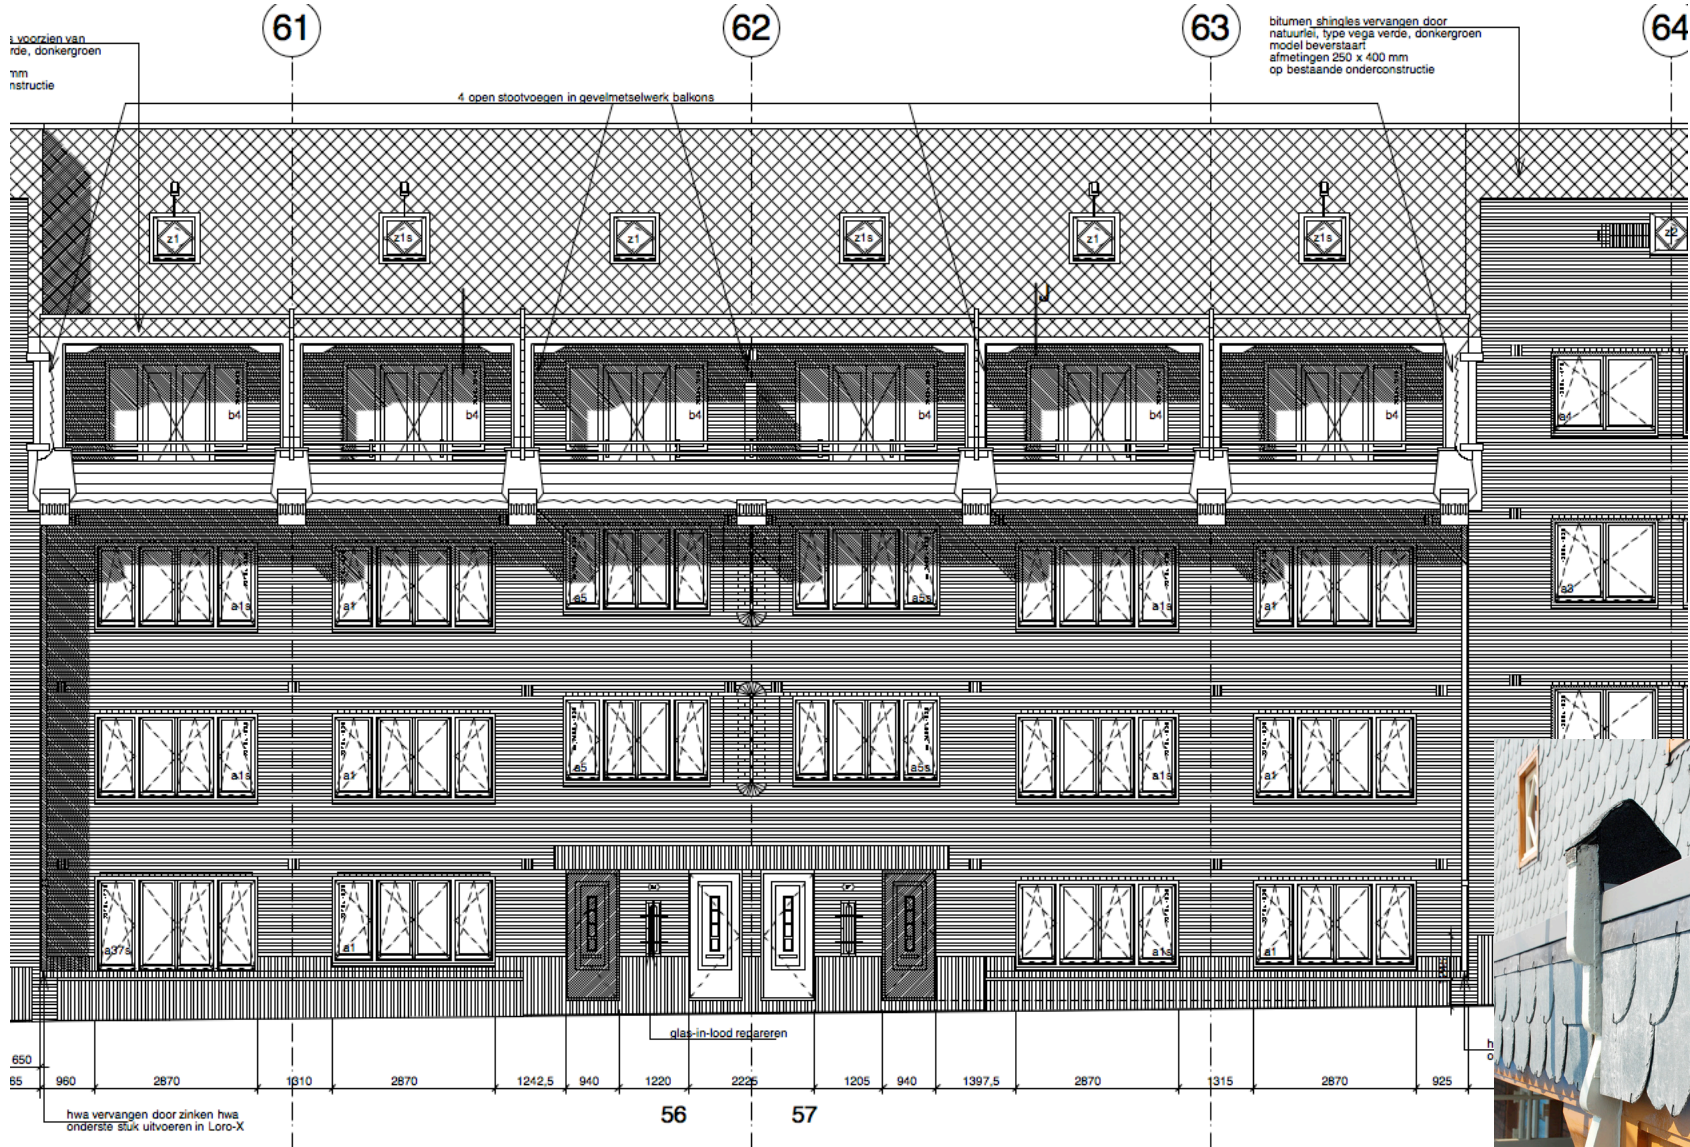 61
62
63
64
s voorzien van
rde, donkergroen
mm
nstructie
bitumen shingles vervangen door
natuurlei, type vega verde, donkergroen
model beverstaart
afmetingen 250 x 400 mm
op bestaande onderconstructie
4 open stootvoegen in gevelmetselwerk balkons
z1 z1s z1 z1s z1 z1s z2
J
b4 b4 b4 b4 b4 b4 a4
a1s a1 a5 a5s a1s a1 a3
a1s a1 a5 a5s a1s a1
a37s a1 a1s a1
glas-in-lood repareren
h
o
650
65 960 2870 1310 2870 1242,5 940 1220 2225 1205 940 1397,5 2870 1315 2870 925
56 57
hwa vervangen door zinken hwa
onderste stuk uitvoeren in Loro-X